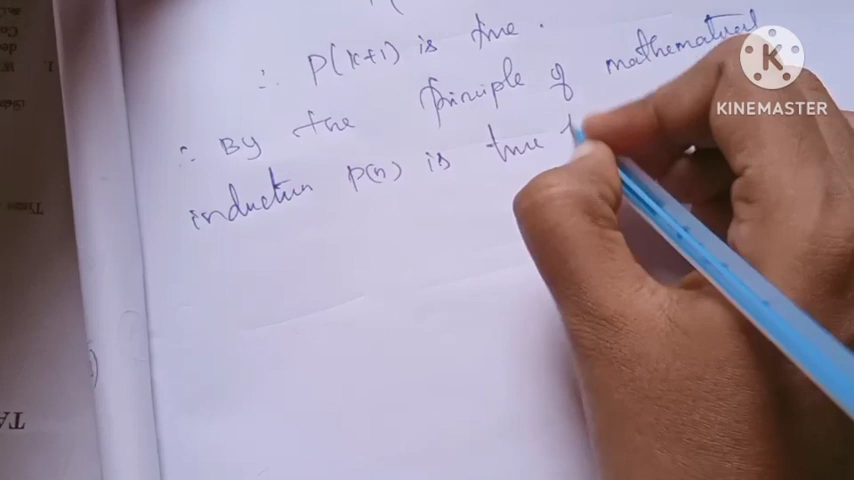 ∴ P(k+1) is true.
∴ By the principle of mathematical
induction P(n) is true
KINEMASTER